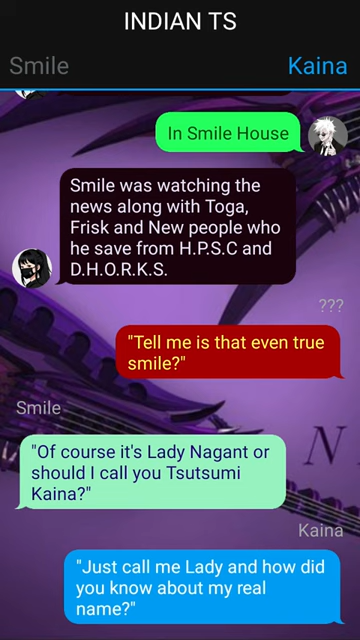 INDIAN TS
Smile
Kaina
In Smile House
Smile was watching the
news along with Toga,
Frisk and New people who
he save from H.P.S.C and
D.H.O.R.K.S.
???
"Tell me is that even true
smile?"
Smile
"Of course it's Lady Nagant or
should I call you Tsutsumi
Kaina?"
N
Kaina
"Just call me Lady and how did
you know about my real
name?"